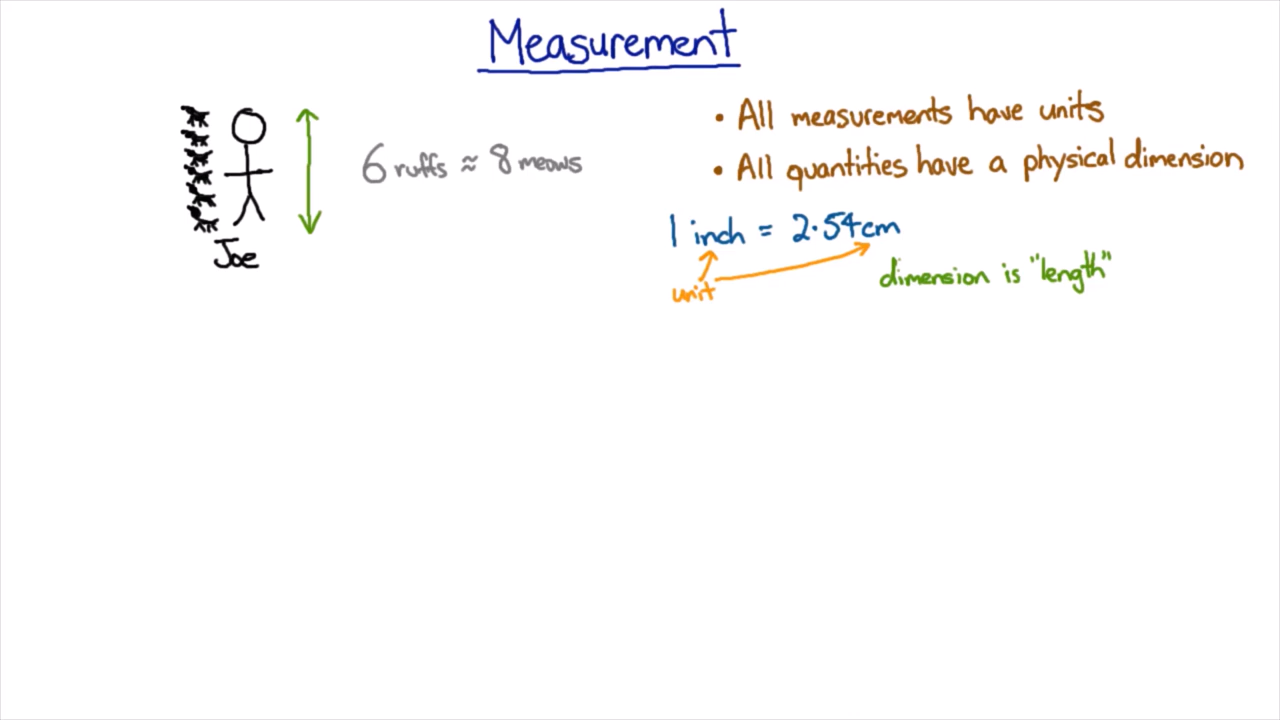 Measurement
6 ruffs ≈ 8 meows
Joe
• All measurements have units
• All quantities have a physical dimension
1 inch = 2.54cm
unit
dimension is "length"